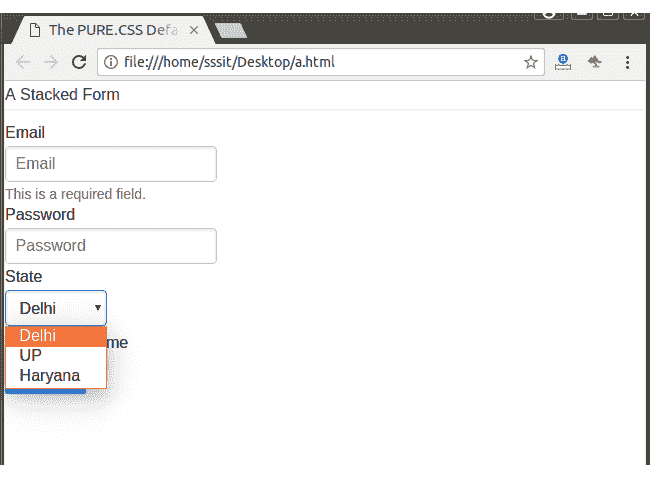 The PURE.CSS Defa
file:///home/sssit/Desktop/a.html
A Stacked Form
Email
Email
This is a required field.
Password
Password
State
Delhi
Delhi
me
UP
Haryana